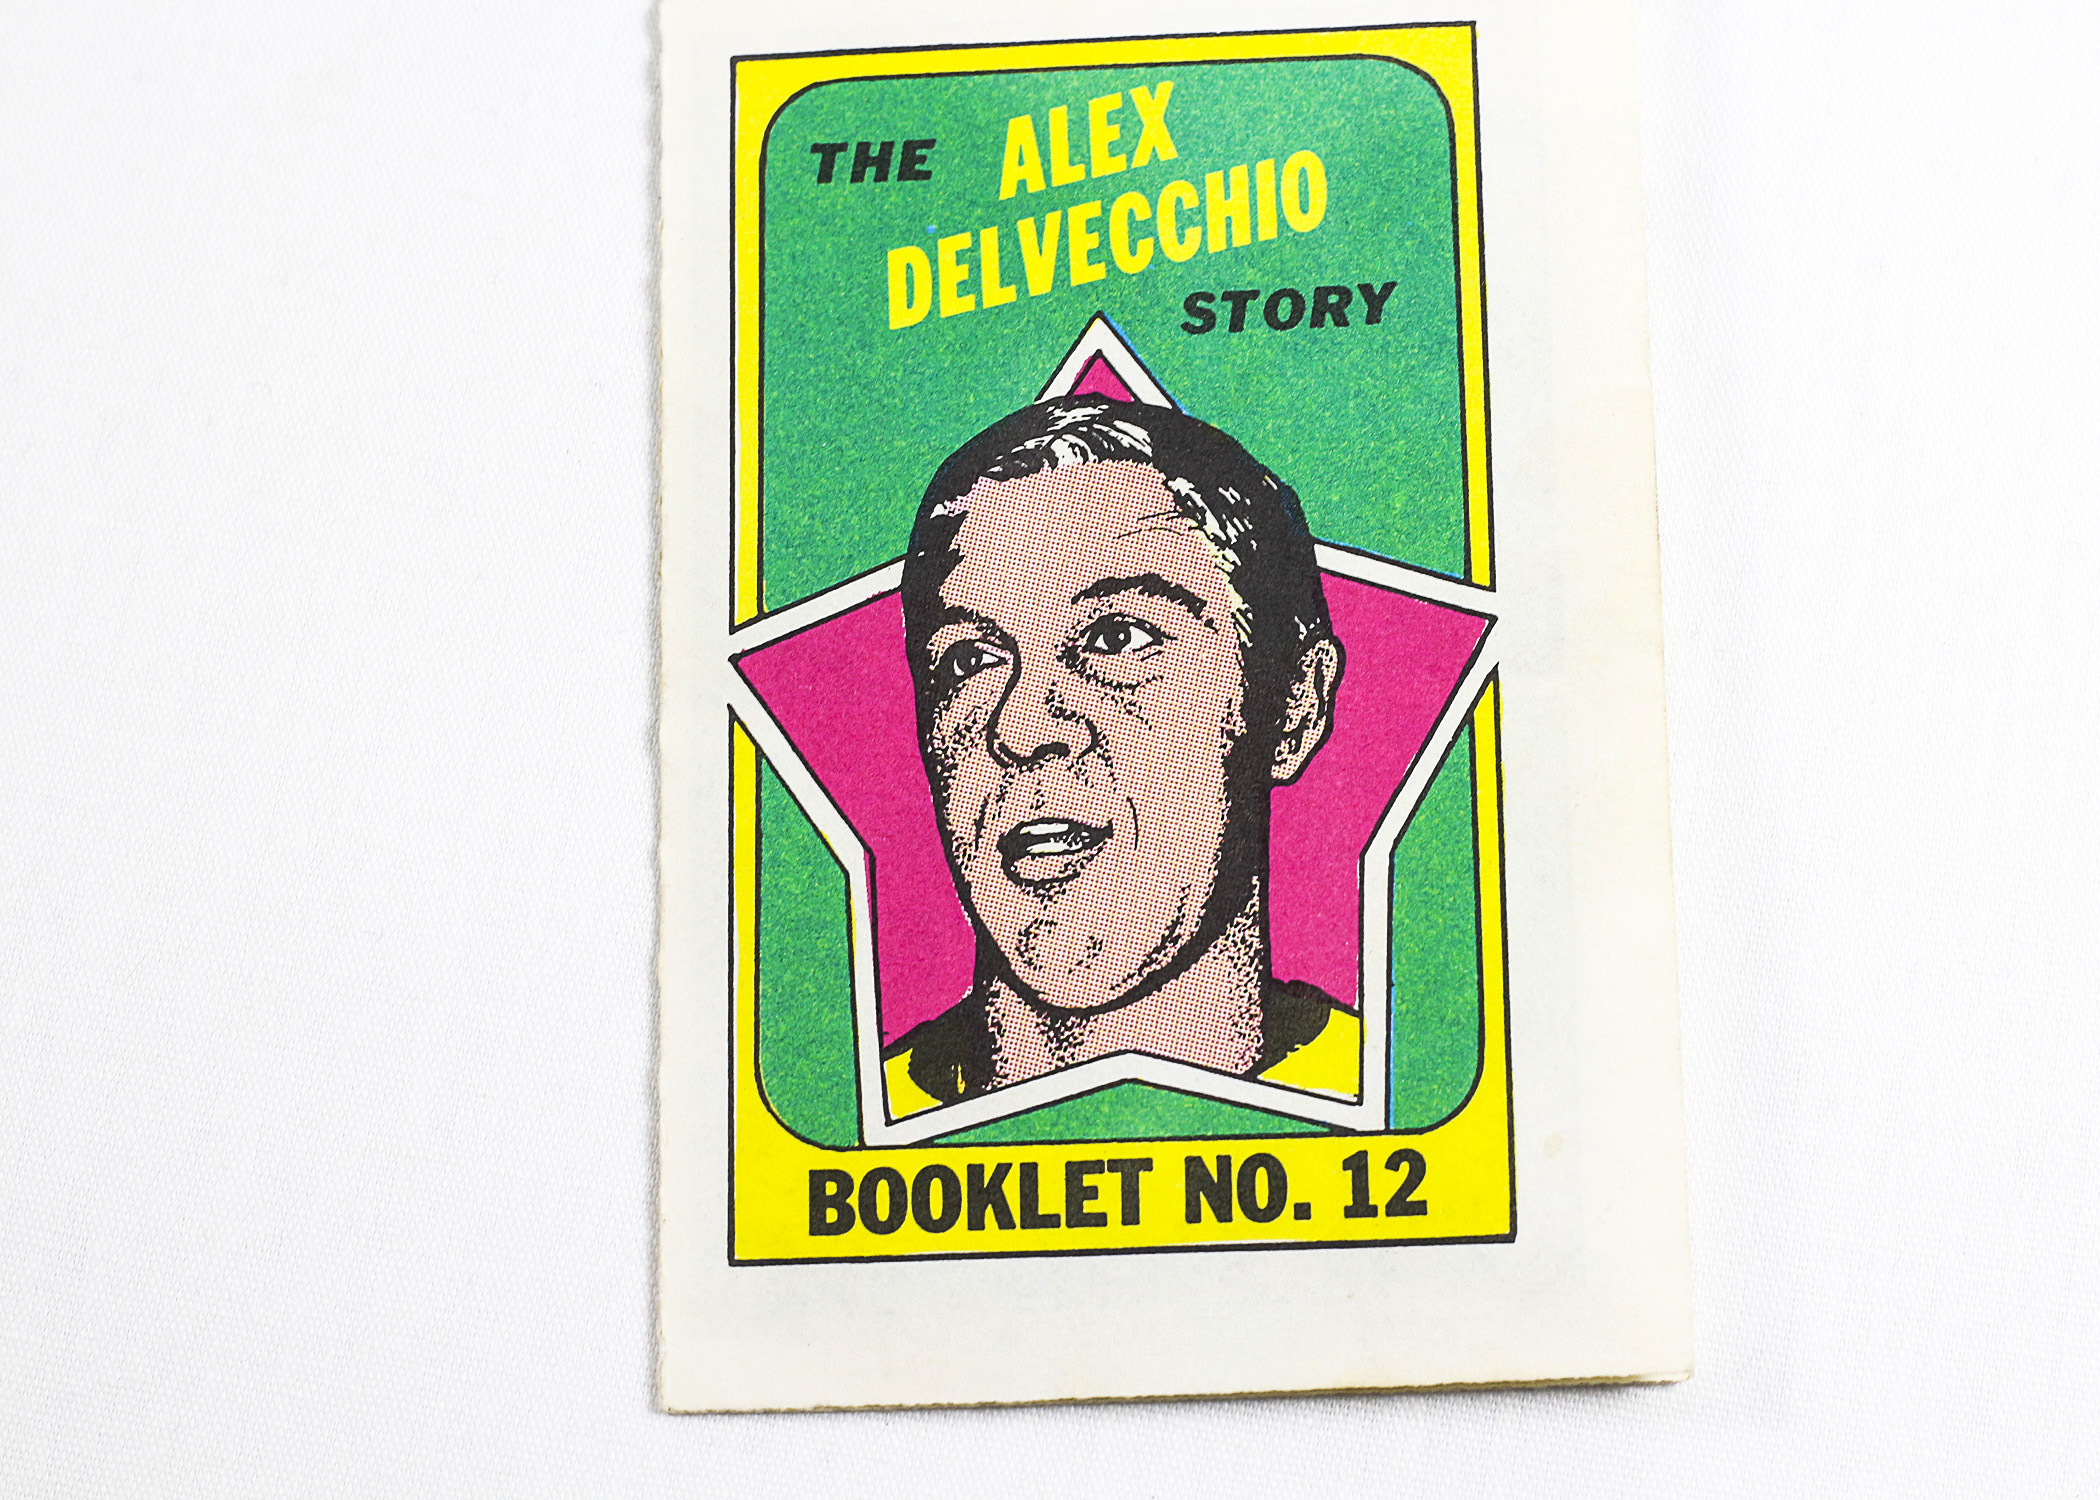 THE ALEX
DELVECCHIO
STORY
BOOKLET NO. 12